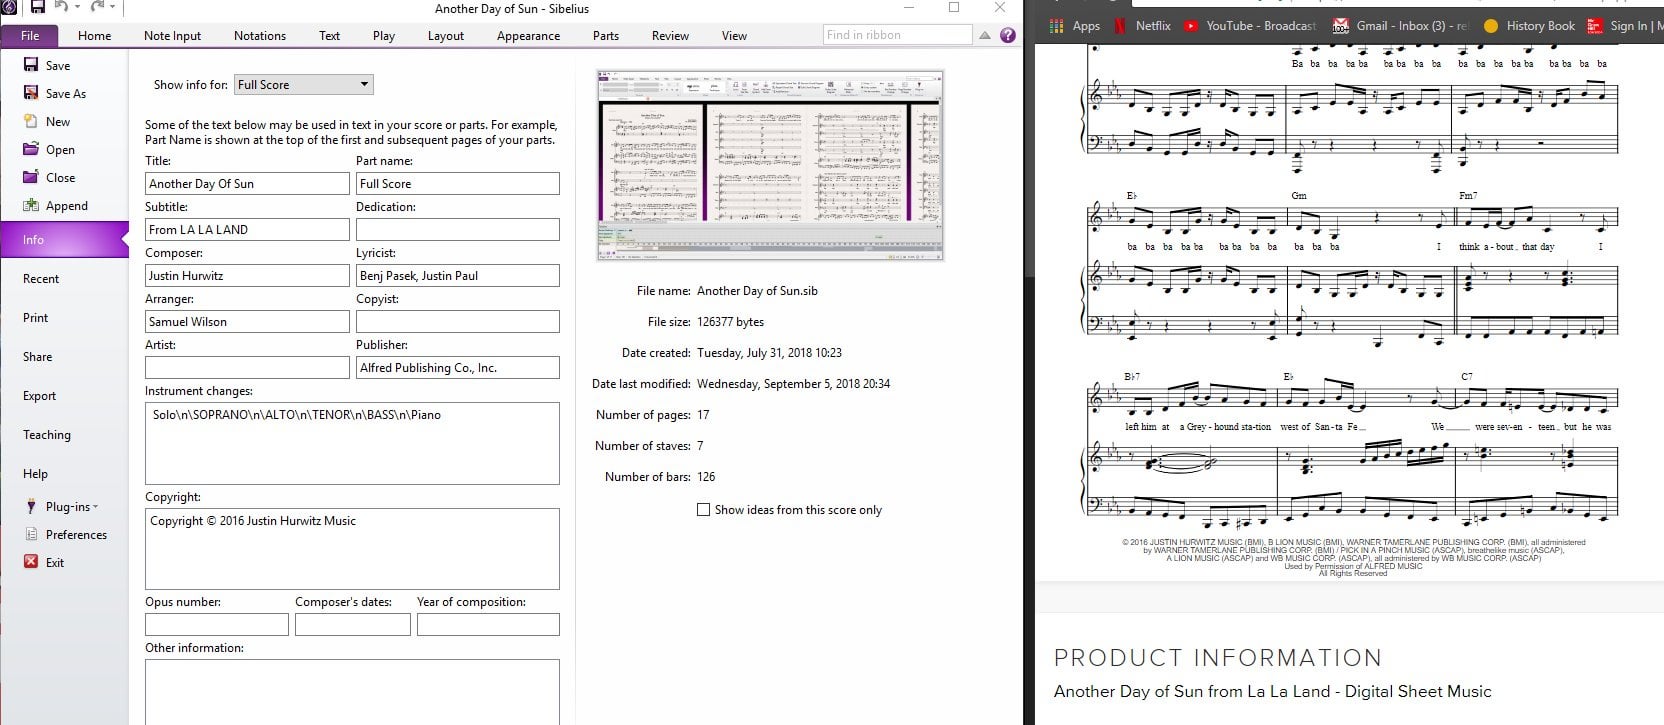 Another Day of Sun - Sibelius
File Home Note Input Notations Text Play Layout Appearance Parts Review View Find in ribbon
Save
Save As
New
Open
Close
Append
Info
Recent
Print
Share
Export
Teaching
Help
Plug-ins
Preferences
Exit
Show info for: Full Score
Some of the text below may be used in text in your score or parts. For example,
Part Name is shown at the top of the first and subsequent pages of your parts.
Title: Part name:
Another Day Of Sun Full Score
Subtitle: Dedication:
From LA LA LAND
Composer: Lyricist:
Justin Hurwitz Benj Pasek, Justin Paul
Arranger: Copyist:
Samuel Wilson
Artist: Publisher:
Alfred Publishing Co., Inc.
Instrument changes:
Solo\n\SOPRANO\n\ALTO\n\TENOR\n\BASS\n\Piano
Copyright:
Copyright © 2016 Justin Hurwitz Music
Opus number: Composer's dates: Year of composition:
Other information:
File name: Another Day of Sun.sib
File size: 126377 bytes
Date created: Tuesday, July 31, 2018 10:23
Date last modified: Wednesday, September 5, 2018 20:34
Number of pages: 17
Number of staves: 7
Number of bars: 126
Show ideas from this score only
Apps Netflix YouTube - Broadcast Gmail - Inbox (3) - re History Book Sign In | M
Ba ba ba ba ba ba ba ba ba ba ba ba ba
E♭ Gm Fm7
ba ba ba ba ba ba ba ba ba ba ba I think a - bout that day I
B♭7 E♭ C7
left him at a Grey - hound sta - tion west of San - ta Fe We were sev - en - teen, but he was
© 2016 JUSTIN HURWITZ MUSIC (BMI), B LION MUSIC (BMI), WARNER TAMERLANE PUBLISHING CORP. (BMI), all administered
by WARNER TAMERLANE PUBLISHING CORP. (BMI) / PICK IN A PINCH MUSIC (ASCAP), breathelike music (ASCAP),
A LION MUSIC (ASCAP) and WB MUSIC CORP. (ASCAP), all administered by WB MUSIC CORP. (ASCAP)
Used by Permission of ALFRED MUSIC
All Rights Reserved
PRODUCT INFORMATION
Another Day of Sun from La La Land - Digital Sheet Music